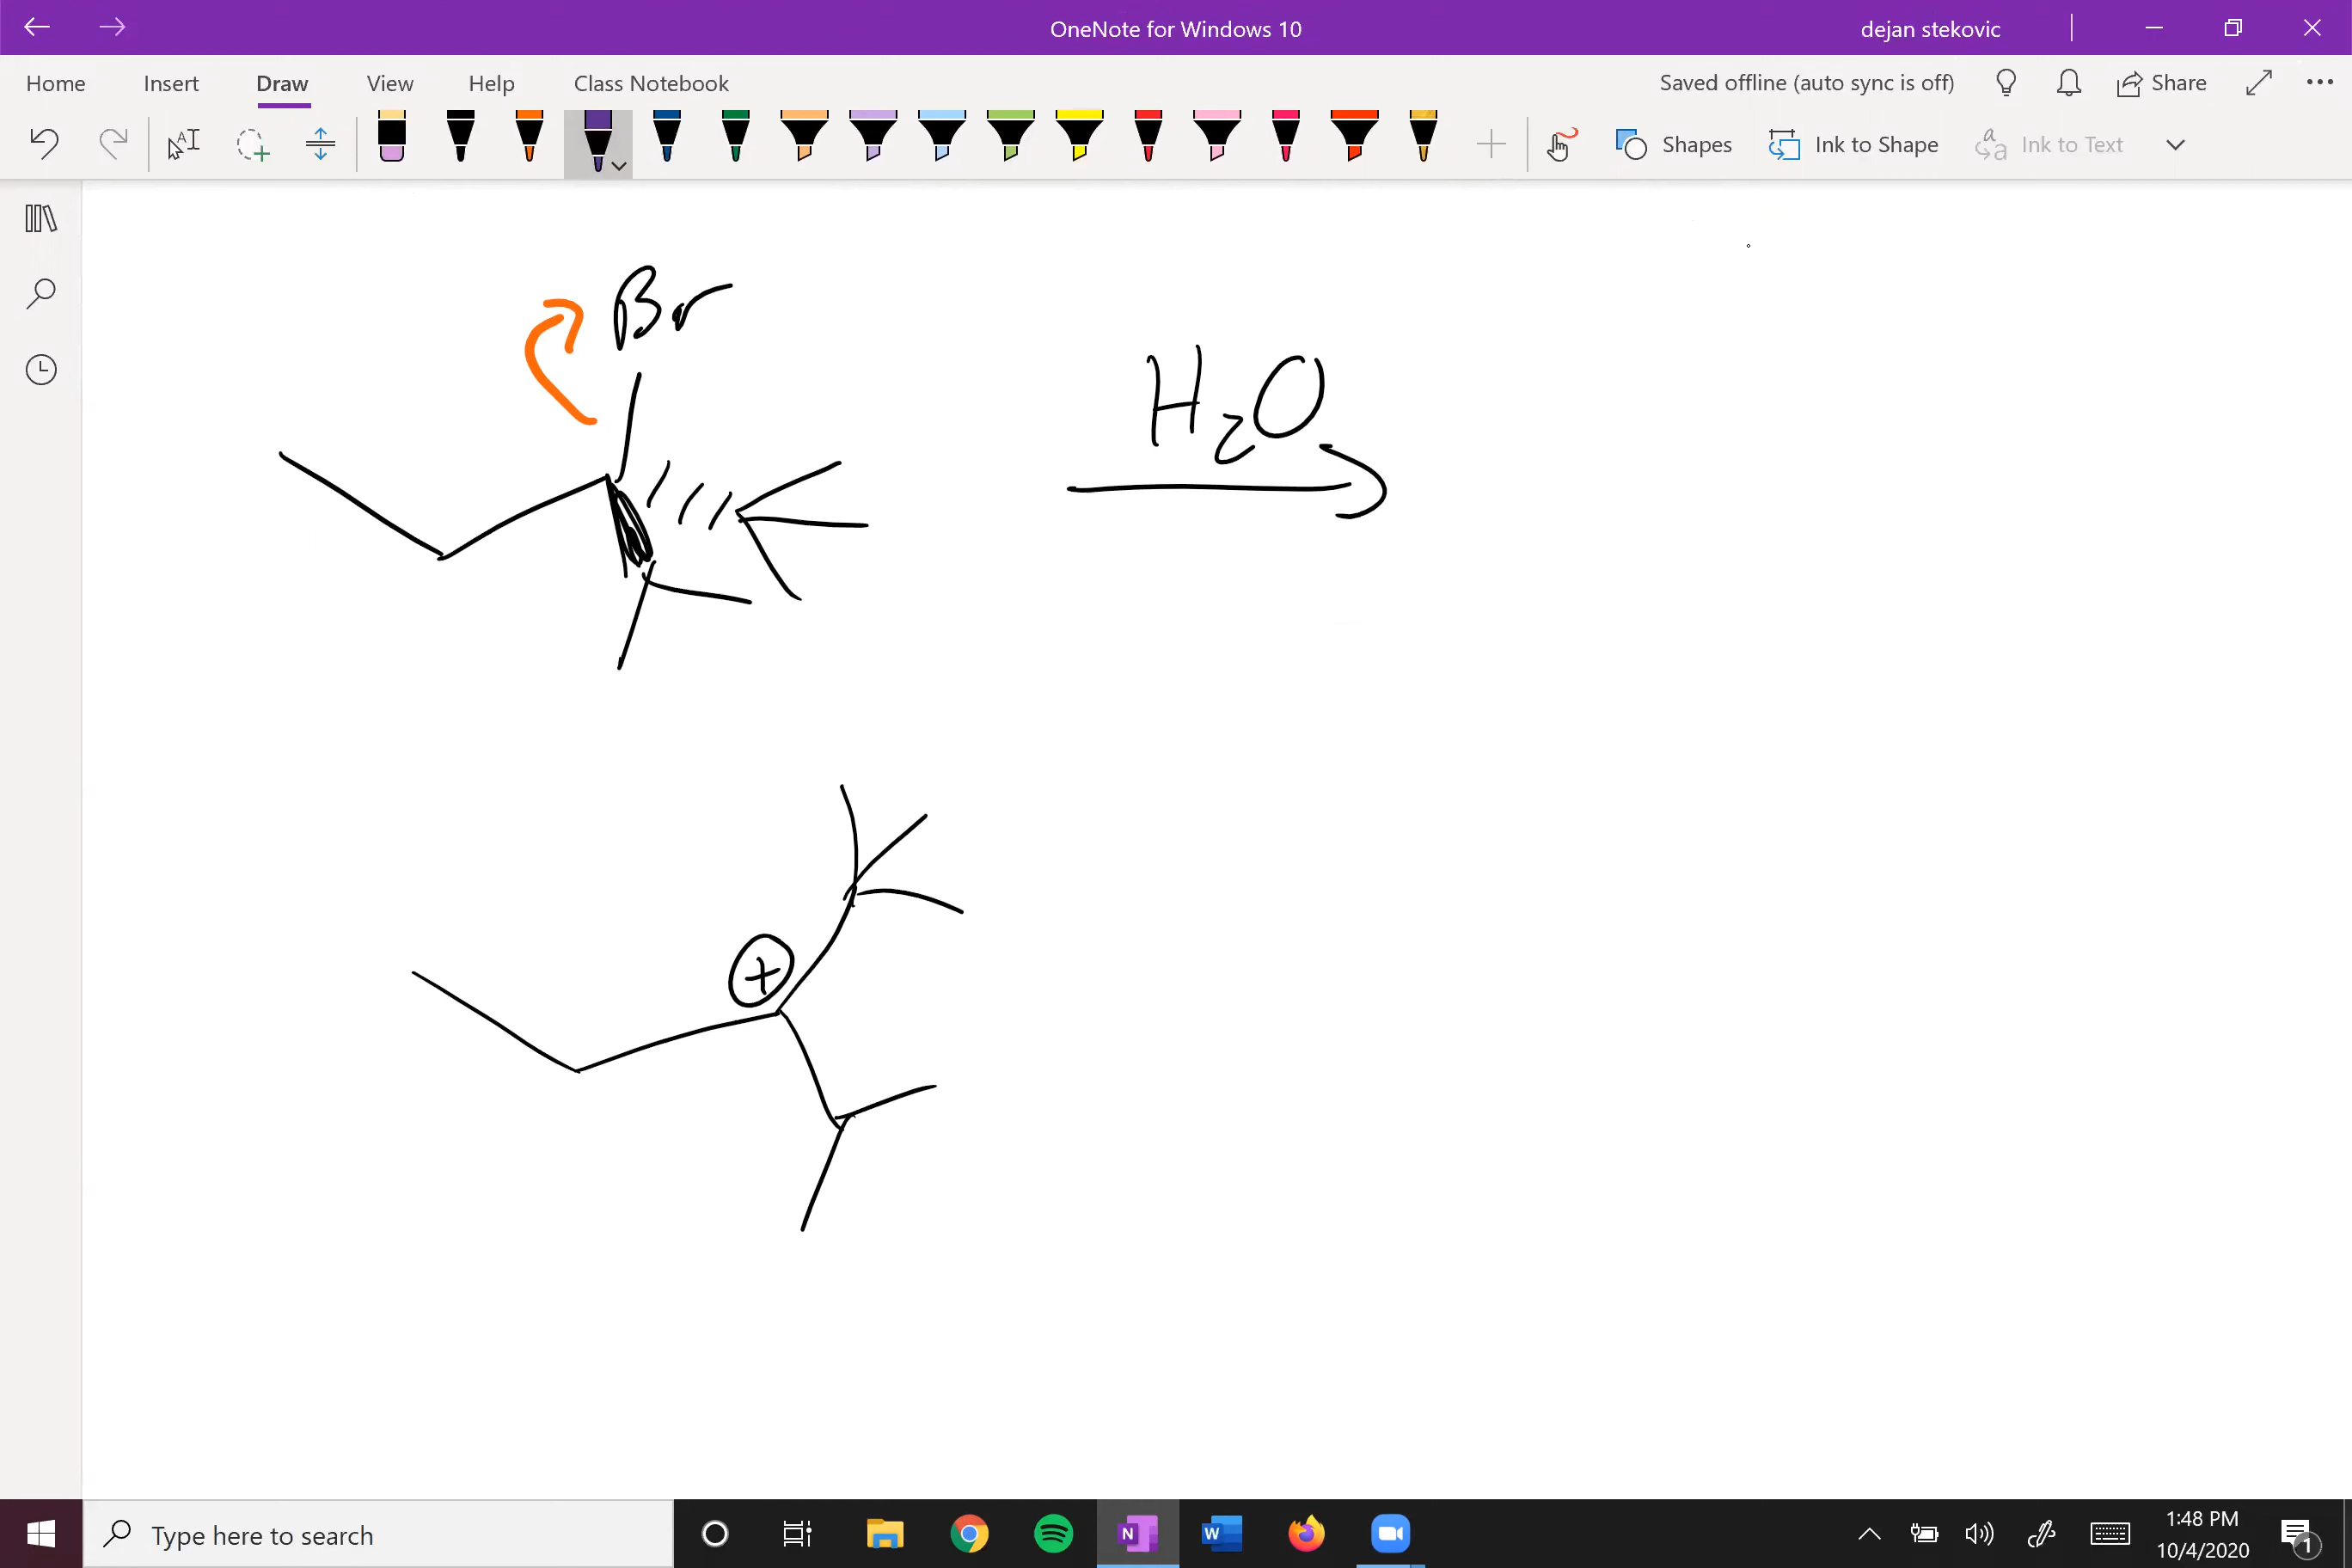 OneNote for Windows 10
dejan stekovic
Home Insert Draw View Help Class Notebook
Saved offline (auto sync is off)
Share
Shapes
Ink to Shape
Ink to Text
Br
H₂O
+
Type here to search
1:48 PM
10/4/2020
1